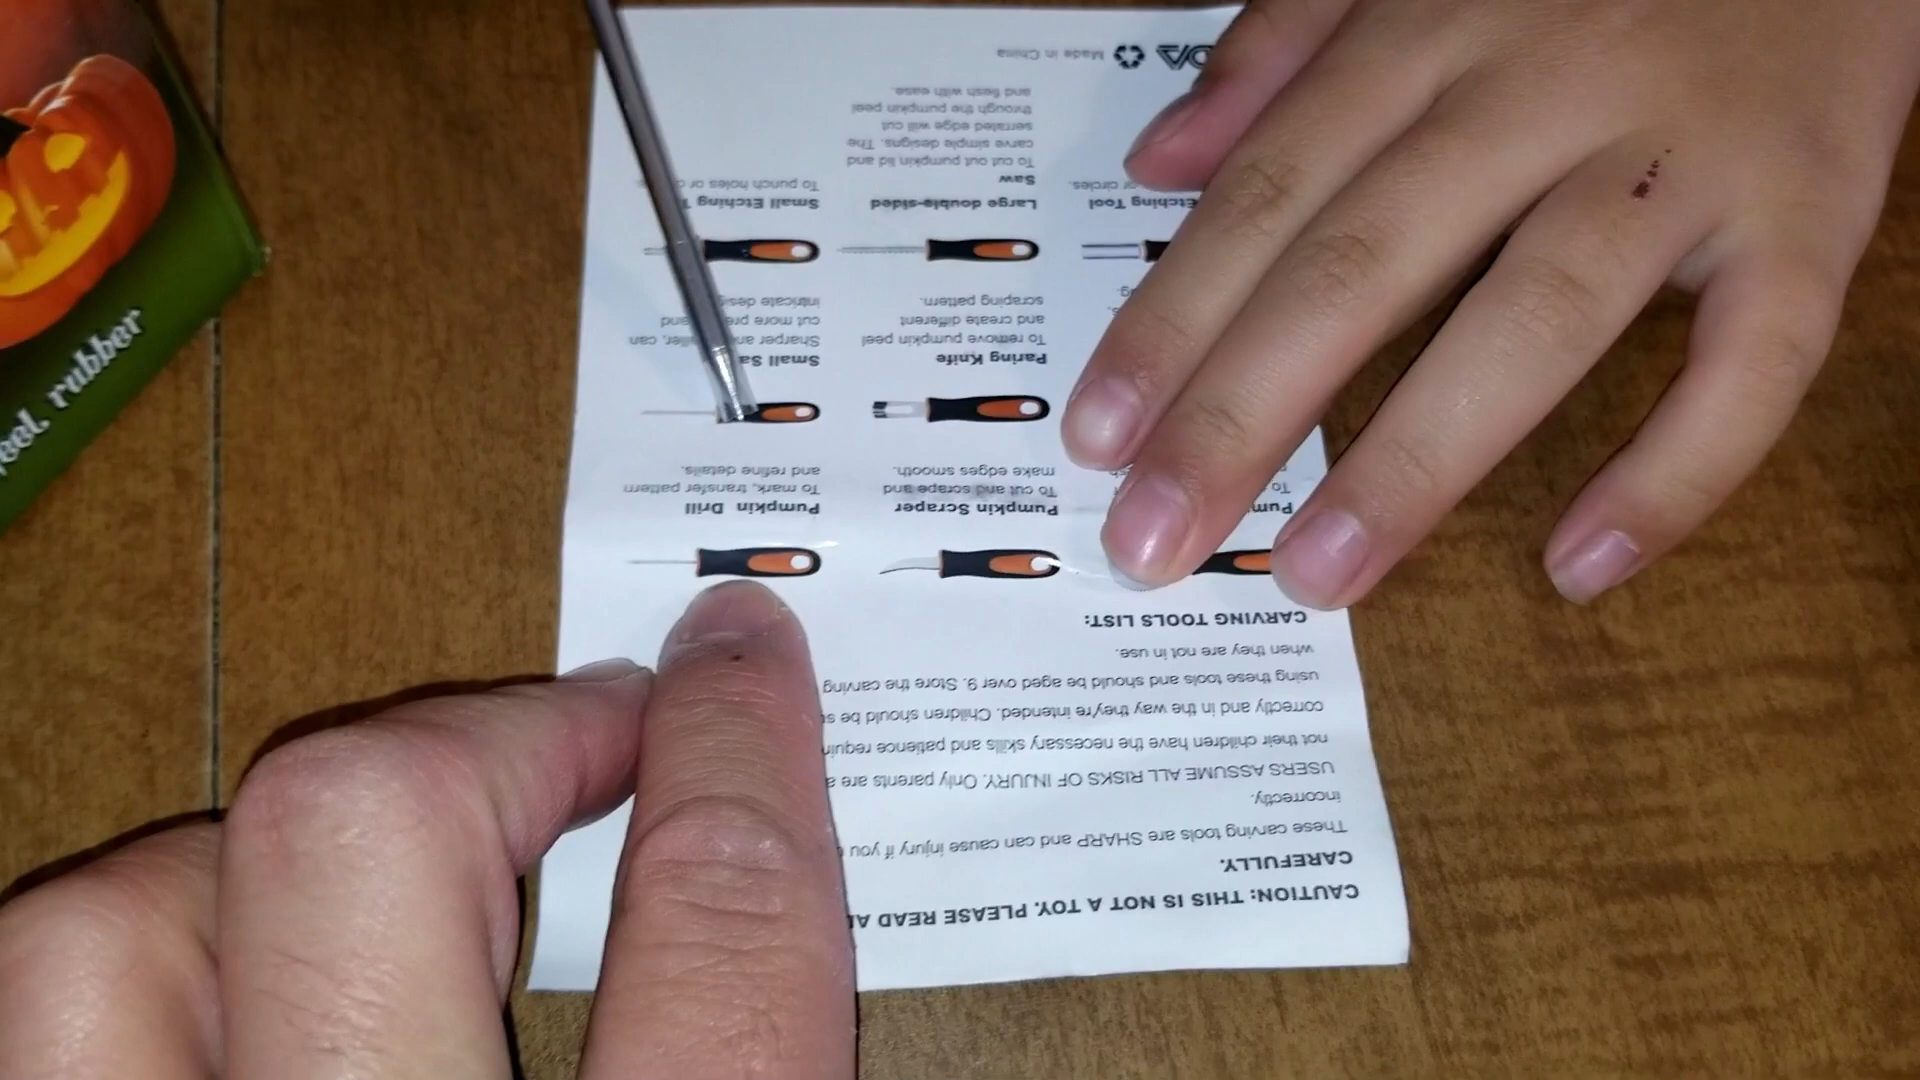 CAUTION: THIS IS NOT A TOY. PLEASE READ
CAREFULLY.
These carving tools are SHARP and can cause injury if you
incorrectly.
USERS ASSUME ALL RISKS OF INJURY. Only parents are
not their children have the necessary skills and patience
correctly and in the way they're intended. Children should be
using these tools and should be aged over 9. Store the carving
when they are not in use.
CARVING TOOLS LIST:
Pumpkin Scraper
To cut and scrape and
make edges smooth.
Pumpkin Drill
To mark, transfer pattern
and refine details.
Paring Knife
To remove pumpkin peel
and create different
scraping pattern.
Small
Sharper can
cut more and
intricate
Etching Tool
or circles.
Large double-sided
Saw
To cut out pumpkin lid and
carve simple designs. The
serrated edge will cut
through the pumpkin peel
and flesh with ease.
Small Etching
To punch holes or
Made in China
rubber